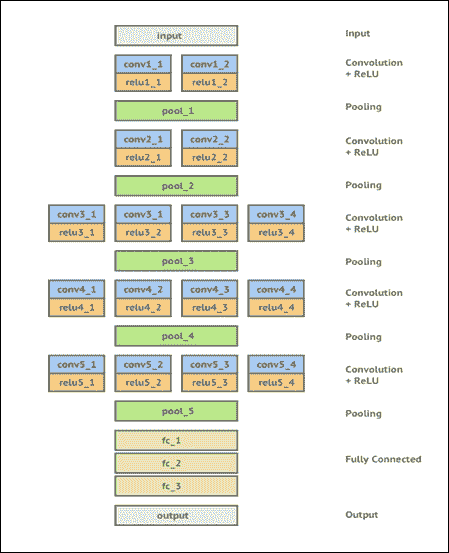 input Input
conv1_1 conv1_2 Convolution
relu1_1 relu1_2 + ReLU
pool_1 Pooling
conv2_1 conv2_2 Convolution
relu2_1 relu2_2 + ReLU
pool_2 Pooling
conv3_1 conv3_1 conv3_3 conv3_4 Convolution
relu3_1 relu3_2 relu3_3 relu3_4 + ReLU
pool_3 Pooling
conv4_1 conv4_2 conv4_3 conv4_4 Convolution
relu4_1 relu4_2 relu4_3 relu4_4 + ReLU
pool_4 Pooling
conv5_1 conv5_2 conv5_3 conv5_4 Convolution
relu5_1 relu5_2 relu5_3 relu5_4 + ReLU
pool_5 Pooling
fc_1
fc_2 Fully Connected
fc_3
output Output